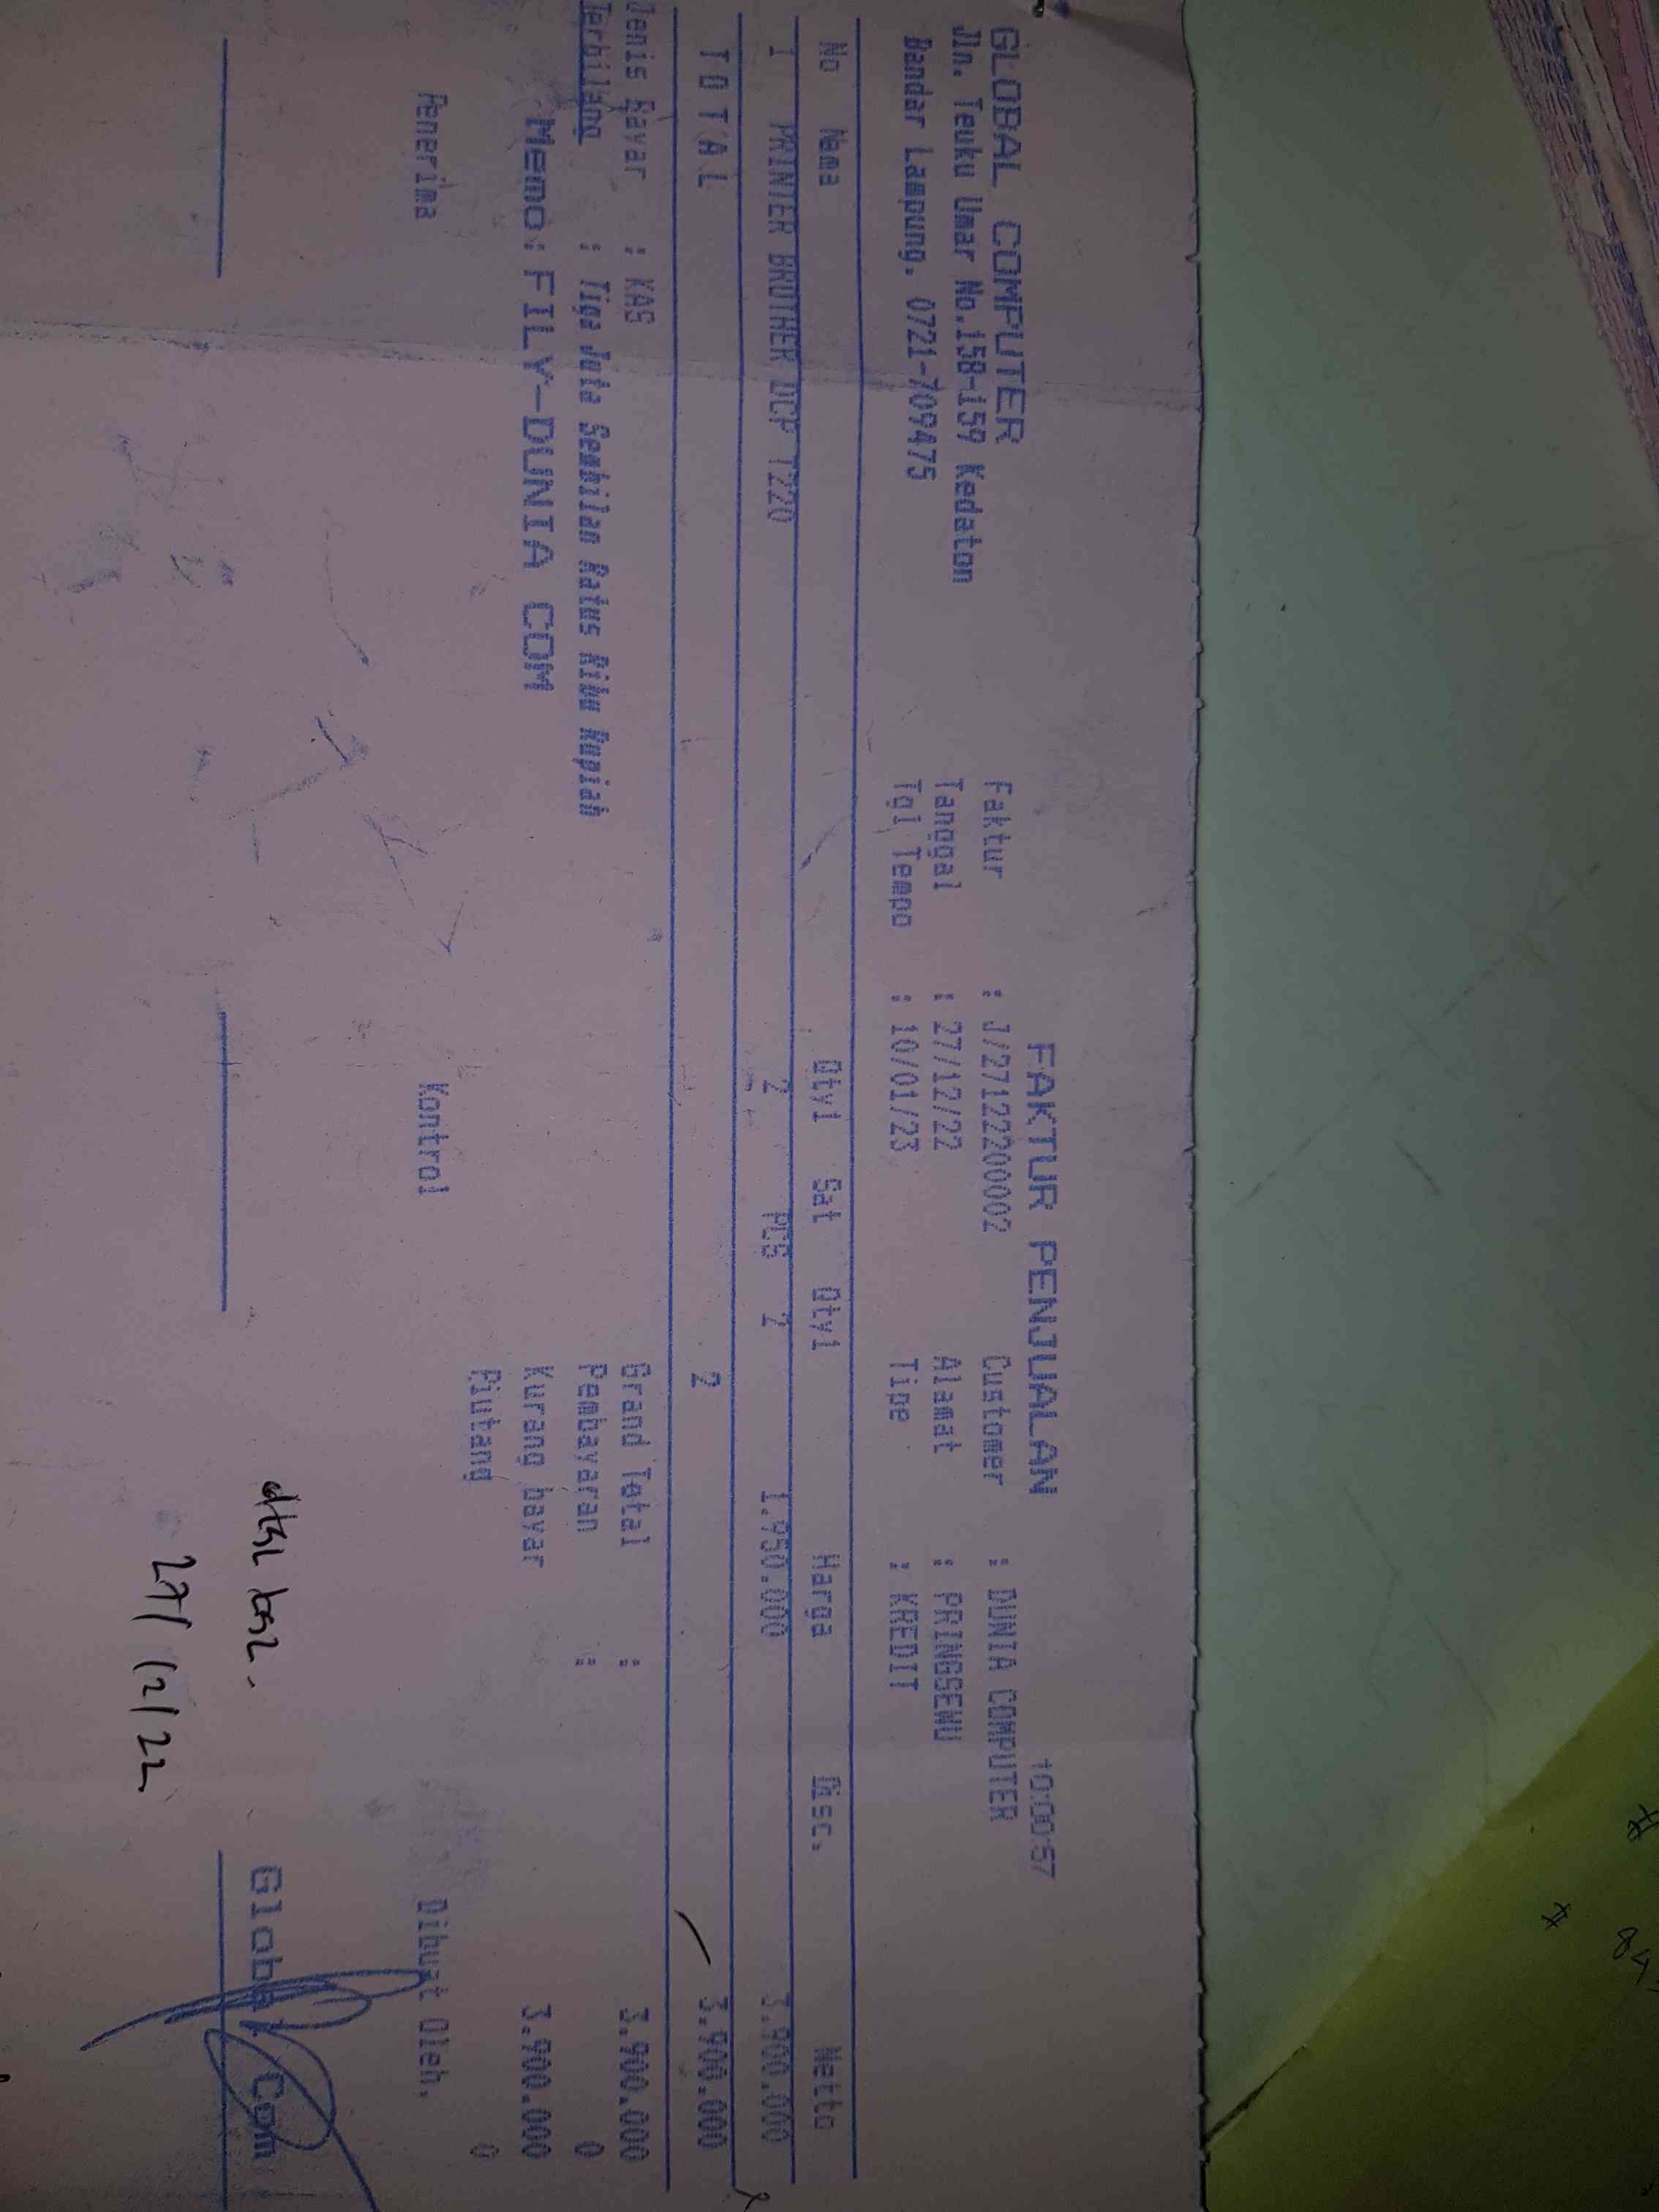 FAKTUR PENJUALAN 10:00:57
GLOBAL COMPUTER
Jln. Teuku Umar No.158-159 Kedaton
Bandar Lampung. 0721-709475
Faktur : J/27122200002
Tanggal : 27/12/22
Tgl Tempo : 10/01/23
Customer : DUNIA COMPUTER
Alamat : PRINGSEWU
Tipe : KREDIT
No Nama Qty1 Sat Qty1 Harga Disc. Netto
1 PRINTER BROTHER DCP T220 2 PCS 2 1.950.000 3.900.000
T O T A L 2 3.900.000
Jenis Bayar : KAS
Terbilang : Tiga Juta Sembilan Ratus Ribu Rupiah
Memo: FILY-DUNIA COM
Grand Total : 3.900.000
Pembayaran : 0
Kurang bayar 3.900.000
Piutang 0
Penerima Kontrol Dibuat Oleh,
Global Com
27/12/22